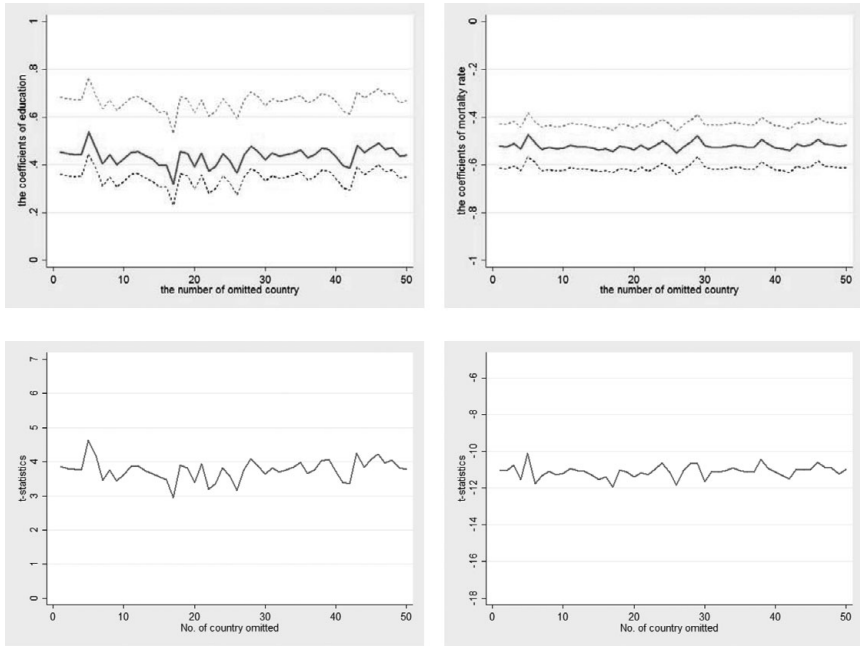 the coefficients of education
1
.8
.6
.4
.2
0
0 10 20 30 40 50
the number of omitted country
the coefficients of mortality rate
0
-.2
-.4
-.6
-.8
-1
0 10 20 30 40 50
the number of omitted country
t-statistics
7
6
5
4
3
2
1
0
0 10 20 30 40 50
No. of country omitted
t-statistics
-6
-8
-10
-12
-14
-16
-18
0 10 20 30 40 50
No. of country omitted